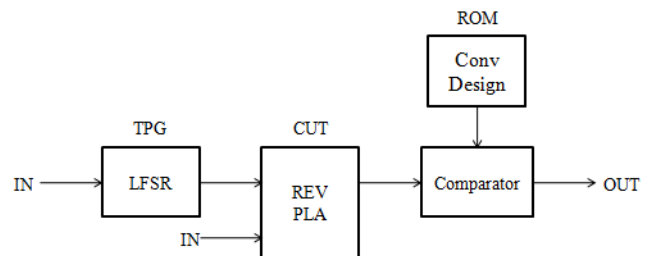 ROM
Conv
Design
TPG
CUT
IN
LFSR
REV
PLA
Comparator
OUT
IN